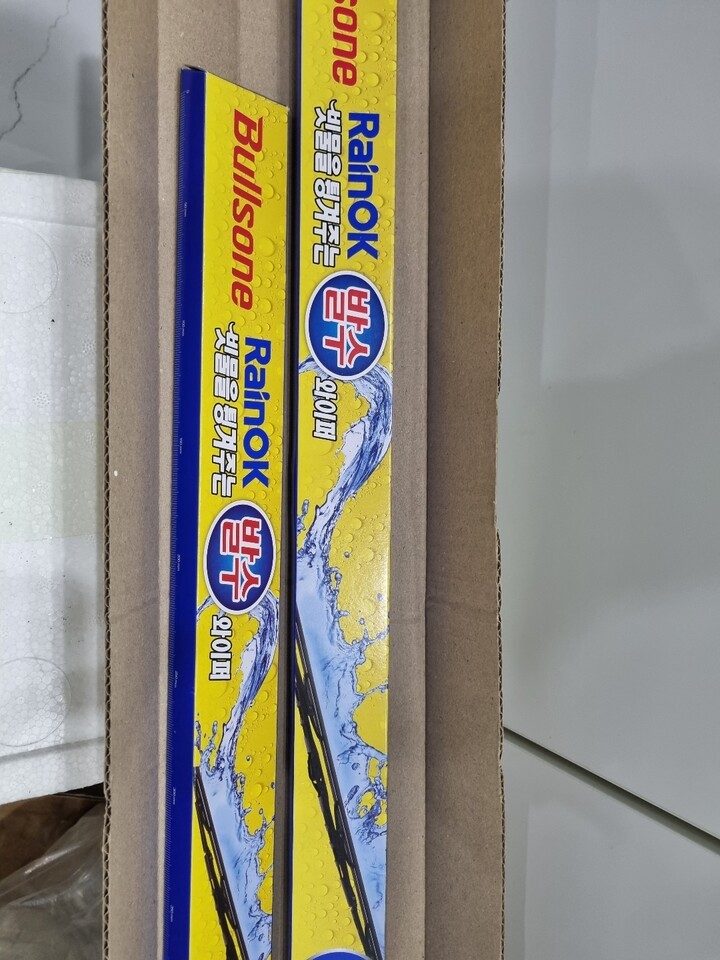 Bullsone
RainOK
빗물을 튕겨주는
발수
와이퍼
sone
RainOK
빗물을 튕겨주는
발수
와이퍼